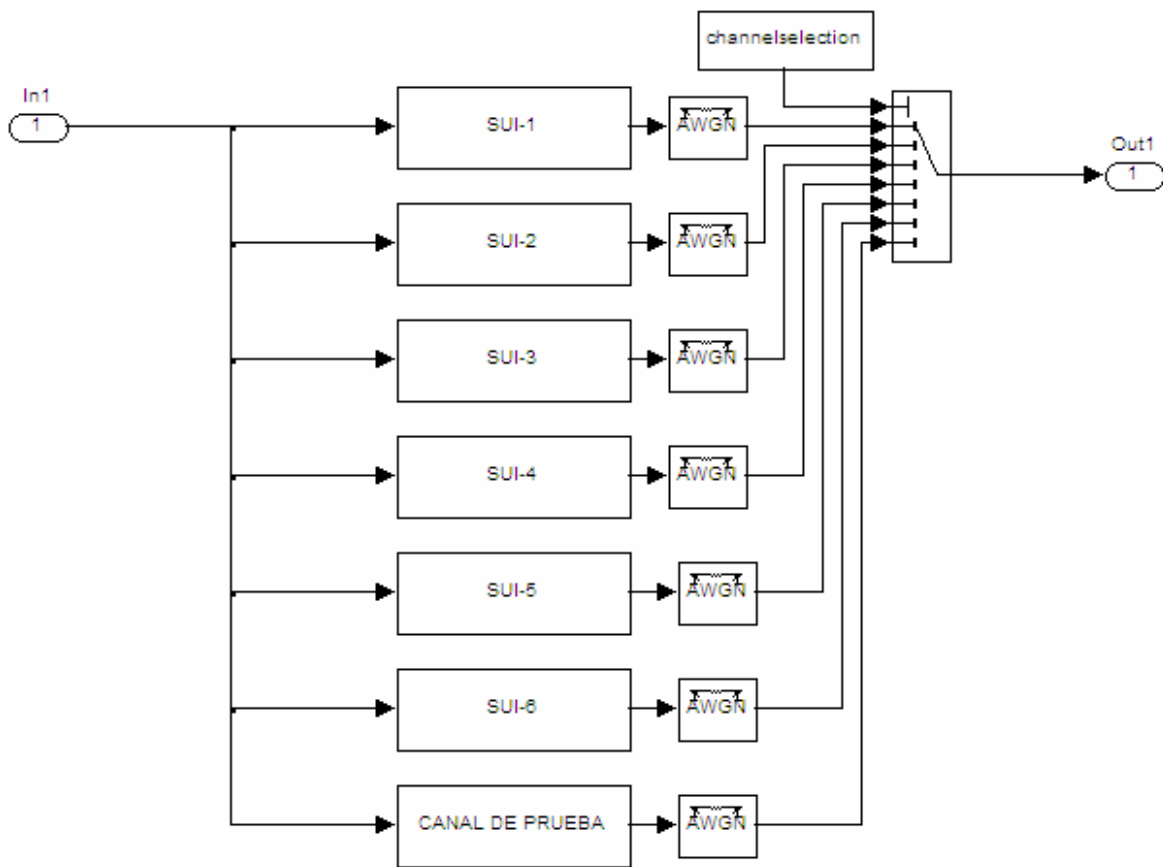 channelselection
In1
1
SUI-1
AWGN
Out1
1
SUI-2
AWGN
SUI-3
AWGN
SUI-4
AWGN
SUI-5
AWGN
SUI-6
AWGN
CANAL DE PRUEBA
AWGN